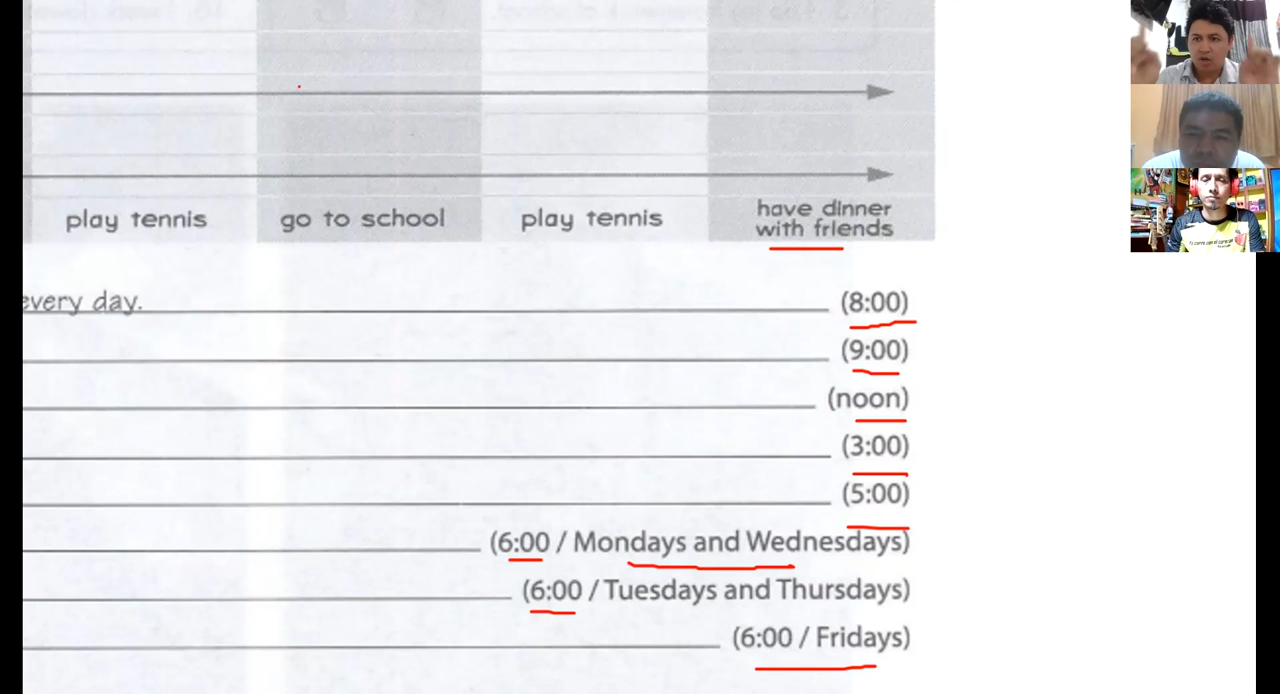 play tennis go to school play tennis have dinner
with friends
every day. (8:00)
(9:00)
(noon)
(3:00)
(5:00)
(6:00 / Mondays and Wednesdays)
(6:00 / Tuesdays and Thursdays)
(6:00 / Fridays)